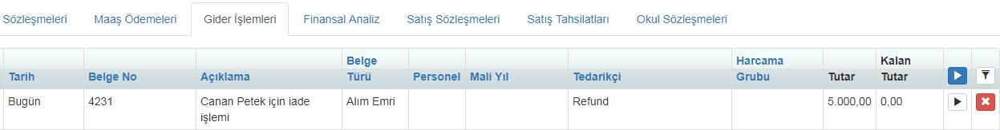 Sözleşmeleri Maaş Ödemeleri Gider İşlemleri Finansal Analiz Satış Sözleşmeleri Satış Tahsilatları Okul Sözleşmeleri
Tarih Belge No Açıklama Belge Türü Personel Mali Yıl Tedarikçi Harcama Grubu Tutar Kalan Tutar
Bugün 4231 Canan Petek için iade işlemi Alım Emri Refund 5.000,00 0,00